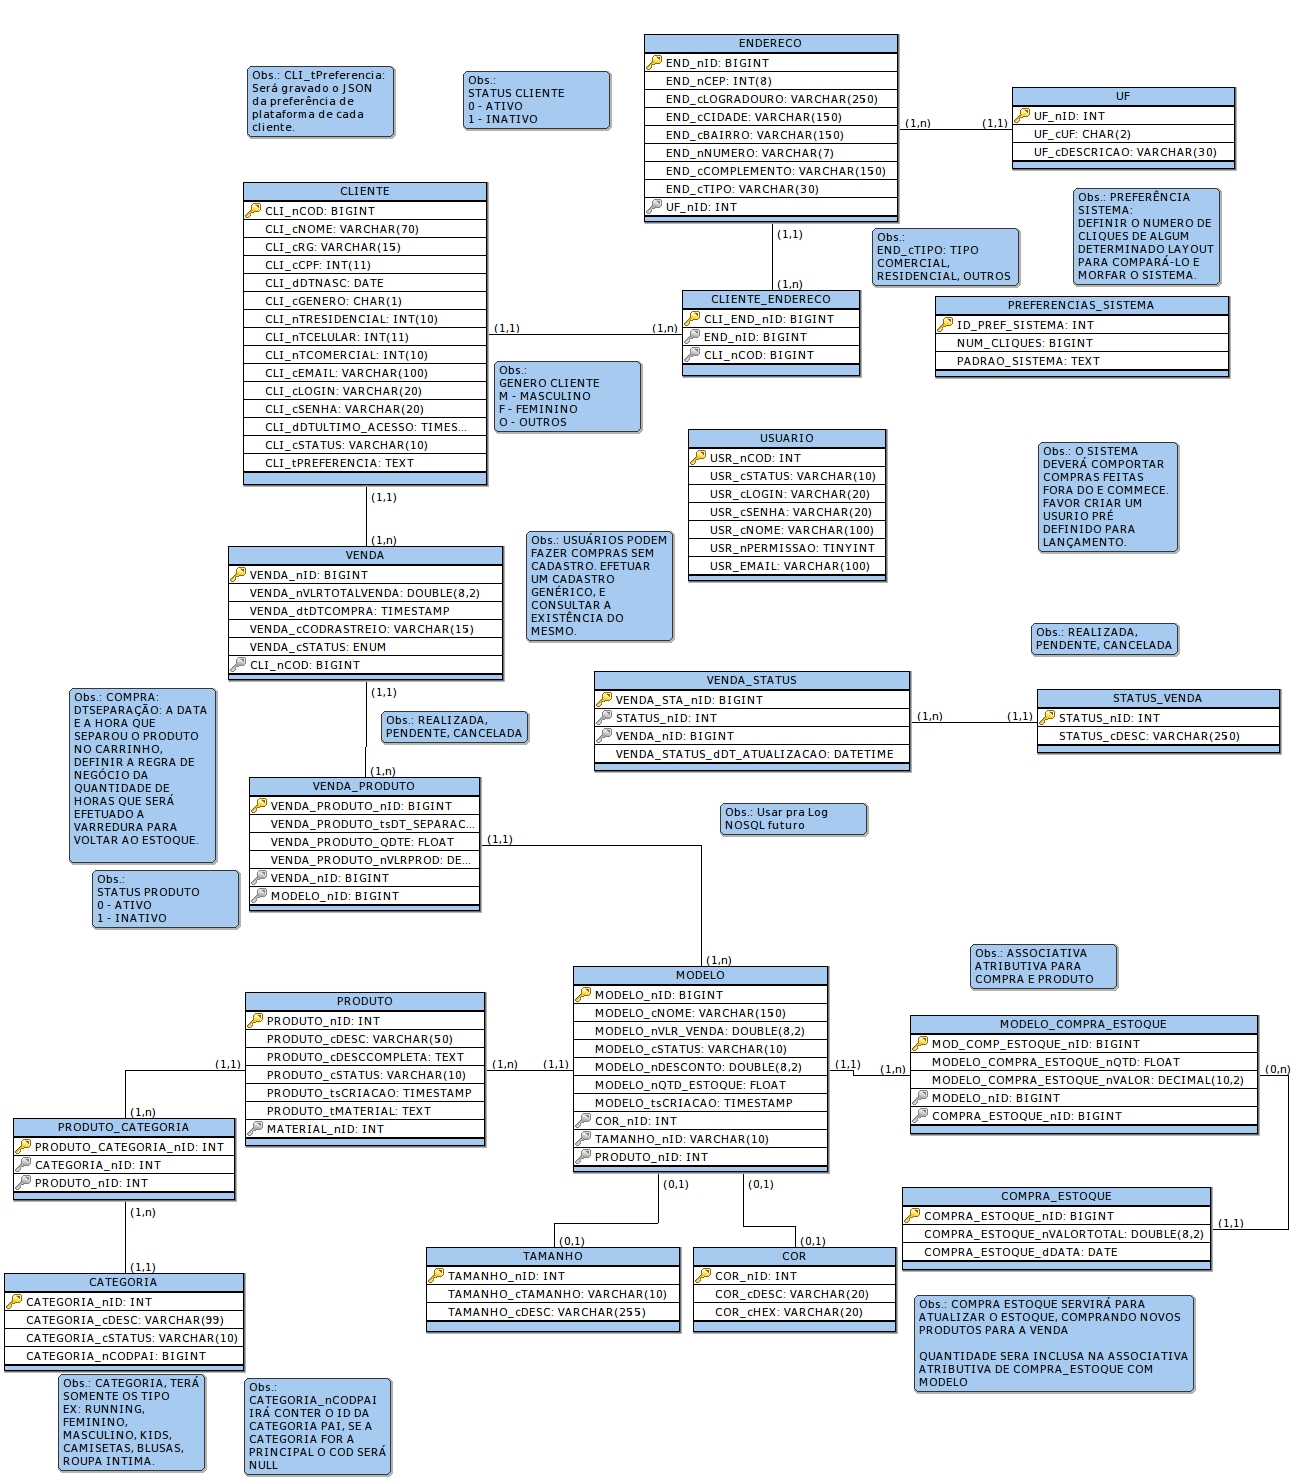 ENDERECO
END_nID: BIGINT
END_nCEP: INT(8)
END_cLOGRADOURO: VARCHAR(250)
END_cCIDADE: VARCHAR(150)
END_cBAIRRO: VARCHAR(150)
END_nNUMERO: VARCHAR(7)
END_cCOMPLEMENTO: VARCHAR(150)
END_cTIPO: VARCHAR(30)
UF_nID: INT
Obs.: CLI_tPreferencia:
Será gravado o JSON
da preferência de
plataforma de cada
cliente.
Obs.:
STATUS CLIENTE
0 - ATIVO
1 - INATIVO
(1,n)
(1,1)
UF
UF_nID: INT
UF_cUF: CHAR(2)
UF_cDESCRICAO: VARCHAR(30)
CLIENTE
CLI_nCOD: BIGINT
CLI_cNOME: VARCHAR(70)
CLI_cRG: VARCHAR(15)
CLI_cCPF: INT(11)
CLI_dDTNASC: DATE
CLI_cGENERO: CHAR(1)
CLI_nTRESIDENCIAL: INT(10)
CLI_nTCELULAR: INT(11)
CLI_nTCOMERCIAL: INT(10)
CLI_cEMAIL: VARCHAR(100)
CLI_cLOGIN: VARCHAR(20)
CLI_cSENHA: VARCHAR(20)
CLI_dDTULTIMO_ACESSO: TIMES...
CLI_cSTATUS: VARCHAR(10)
CLI_tPREFERENCIA: TEXT
(1,1)
(1,n)
Obs.:
END_cTIPO: TIPO
COMERCIAL,
RESIDENCIAL, OUTROS
Obs.: PREFERÊNCIA
SISTEMA:
DEFINIR O NUMERO DE
CLIQUES DE ALGUM
DETERMINADO LAYOUT
PARA COMPARÁ-LO E
MORFAR O SISTEMA.
CLIENTE_ENDERECO
CLI_END_nID: BIGINT
END_nID: BIGINT
CLI_nCOD: BIGINT
(1,1)
(1,n)
PREFERENCIAS_SISTEMA
ID_PREF_SISTEMA: INT
NUM_CLIQUES: BIGINT
PADRAO_SISTEMA: TEXT
Obs.:
GENERO CLIENTE
M - MASCULINO
F - FEMININO
O - OUTROS
USUARIO
USR_nCOD: INT
USR_cSTATUS: VARCHAR(10)
USR_cLOGIN: VARCHAR(20)
USR_cSENHA: VARCHAR(20)
USR_cNOME: VARCHAR(100)
USR_nPERMISSAO: TINYINT
USR_EMAIL: VARCHAR(100)
Obs.: O SISTEMA
DEVERÁ COMPORTAR
COMPRAS FEITAS
FORA DO E COMMECE.
FAVOR CRIAR UM
USURIO PRÉ
DEFINIDO PARA
LANÇAMENTO.
(1,1)
(1,n)
VENDA
VENDA_nID: BIGINT
VENDA_nVLRTOTALVENDA: DOUBLE(8,2)
VENDA_dtDTCOMPRA: TIMESTAMP
VENDA_cCODRASTREIO: VARCHAR(15)
VENDA_cSTATUS: ENUM
CLI_nCOD: BIGINT
Obs.: USUÁRIOS PODEM
FAZER COMPRAS SEM
CADASTRO. EFETUAR
UM CADASTRO
GENÉRICO, E
CONSULTAR A
EXISTÊNCIA DO
MESMO.
Obs.: REALIZADA,
PENDENTE, CANCELADA
VENDA_STATUS
VENDA_STA_nID: BIGINT
STATUS_nID: INT
VENDA_nID: BIGINT
VENDA_STATUS_dDT_ATUALIZACAO: DATETIME
(1,n)
(1,1)
STATUS_VENDA
STATUS_nID: INT
STATUS_cDESC: VARCHAR(250)
Obs.: COMPRA:
DTSEPARAÇÃO: A DATA
E A HORA QUE
SEPAROU O PRODUTO
NO CARRINHO,
DEFINIR A REGRA DE
NEGÓCIO DA
QUANTIDADE DE
HORAS QUE SERÁ
EFETUADO A
VARREDURA PARA
VOLTAR AO ESTOQUE.
(1,1)
(1,n)
Obs.: REALIZADA,
PENDENTE, CANCELADA
VENDA_PRODUTO
VENDA_PRODUTO_nID: BIGINT
VENDA_PRODUTO_tsDT_SEPARAC...
VENDA_PRODUTO_QDTE: FLOAT
VENDA_PRODUTO_nVLRPROD: DE...
VENDA_nID: BIGINT
MODELO_nID: BIGINT
(1,1)
(1,n)
Obs.: Usar pra Log
NOSQL futuro
Obs.:
STATUS PRODUTO
0 - ATIVO
1 - INATIVO
Obs.: ASSOCIATIVA
ATRIBUTIVA PARA
COMPRA E PRODUTO
PRODUTO
PRODUTO_nID: INT
PRODUTO_cDESC: VARCHAR(50)
PRODUTO_cDESCCOMPLETA: TEXT
PRODUTO_cSTATUS: VARCHAR(10)
PRODUTO_tsCRIACAO: TIMESTAMP
PRODUTO_tMATERIAL: TEXT
MATERIAL_nID: INT
(1,n)
(1,1)
MODELO
MODELO_nID: BIGINT
MODELO_cNOME: VARCHAR(150)
MODELO_nVLR_VENDA: DOUBLE(8,2)
MODELO_cSTATUS: VARCHAR(10)
MODELO_nDESCONTO: DOUBLE(8,2)
MODELO_nQTD_ESTOQUE: FLOAT
MODELO_tsCRIACAO: TIMESTAMP
COR_nID: INT
TAMANHO_nID: VARCHAR(10)
PRODUTO_nID: INT
(1,1)
(1,n)
MODELO_COMPRA_ESTOQUE
MOD_COMP_ESTOQUE_nID: BIGINT
MODELO_COMPRA_ESTOQUE_nQTD: FLOAT
MODELO_COMPRA_ESTOQUE_nVALOR: DECIMAL(10,2)
MODELO_nID: BIGINT
COMPRA_ESTOQUE_nID: BIGINT
(0,n)
(1,1)
(1,1)
(1,n)
PRODUTO_CATEGORIA
PRODUTO_CATEGORIA_nID: INT
CATEGORIA_nID: INT
PRODUTO_nID: INT
(1,n)
(1,1)
COMPRA_ESTOQUE
COMPRA_ESTOQUE_nID: BIGINT
COMPRA_ESTOQUE_nVALORTOTAL: DOUBLE(8,2)
COMPRA_ESTOQUE_dDATA: DATE
(0,1)
(0,1)
(0,1)
(0,1)
TAMANHO
TAMANHO_nID: INT
TAMANHO_cTAMANHO: VARCHAR(10)
TAMANHO_cDESC: VARCHAR(255)
COR
COR_nID: INT
COR_cDESC: VARCHAR(20)
COR_cHEX: VARCHAR(20)
CATEGORIA
CATEGORIA_nID: INT
CATEGORIA_cDESC: VARCHAR(99)
CATEGORIA_cSTATUS: VARCHAR(10)
CATEGORIA_nCODPAI: BIGINT
Obs.: COMPRA ESTOQUE SERVIRÁ PARA
ATUALIZAR O ESTOQUE, COMPRANDO NOVOS
PRODUTOS PARA A VENDA
QUANTIDADE SERA INCLUSA NA ASSOCIATIVA
ATRIBUTIVA DE COMPRA_ESTOQUE COM
MODELO
Obs.: CATEGORIA, TERÁ
SOMENTE OS TIPO
EX: RUNNING,
FEMININO,
MASCULINO, KIDS,
CAMISETAS, BLUSAS,
ROUPA INTIMA.
Obs.:
CATEGORIA_nCODPAI
IRÁ CONTER O ID DA
CATEGORIA PAI, SE A
CATEGORIA FOR A
PRINCIPAL O COD SERÁ
NULL